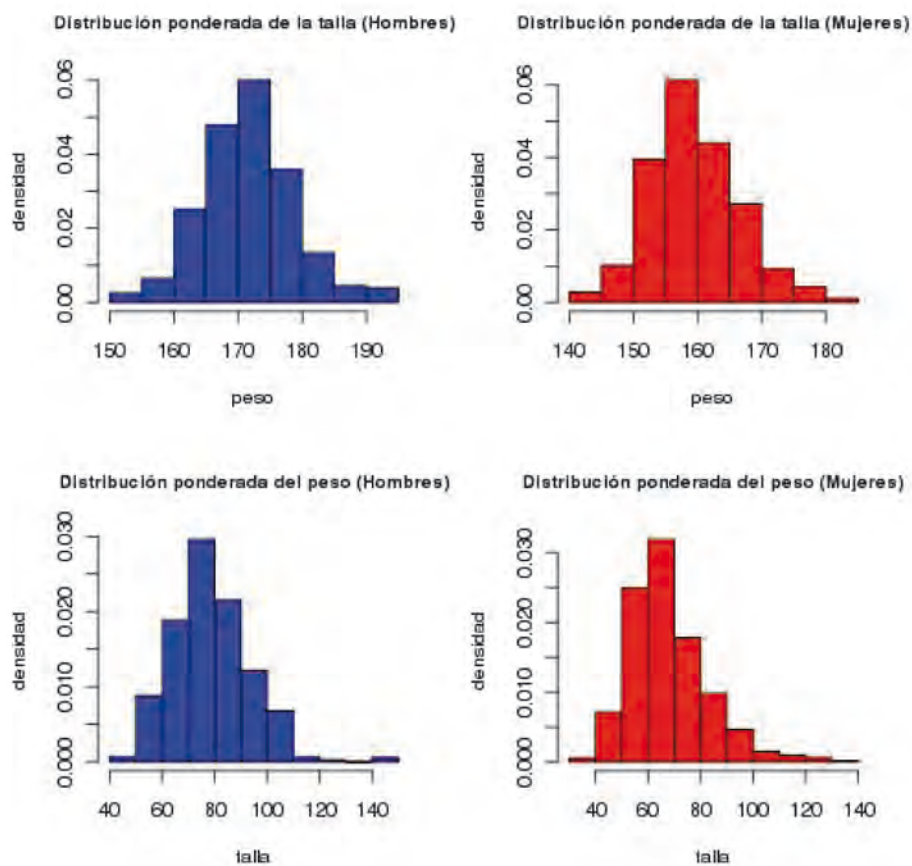 Distribución ponderada de la talla (Hombres)
densidad
0.00 0.02 0.04 0.06
150 160 170 180 190
peso
Distribución ponderada de la talla (Mujeres)
densidad
0.00 0.02 0.04 0.06
140 150 160 170 180
peso
Distribución ponderada del peso (Hombres)
densidad
0.000 0.010 0.020 0.030
40 60 80 100 120 140
talla
Distribución ponderada del peso (Mujeres)
densidad
0.000 0.010 0.020 0.030
40 60 80 100 120 140
talla